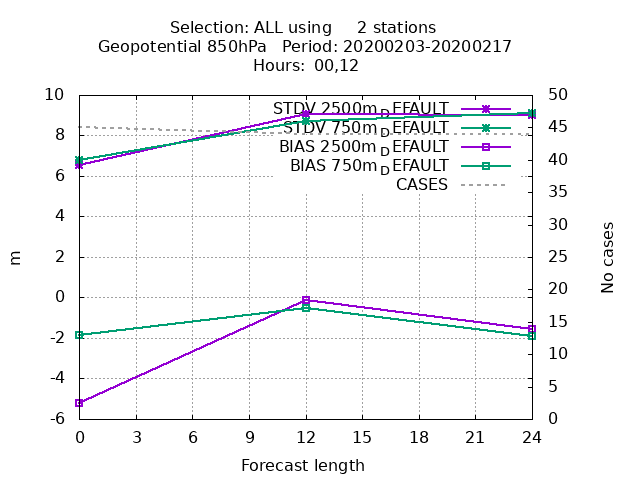 Selection: ALL using 2 stations
Geopotential 850hPa Period: 20200203-20200217
Hours: 00,12
10
8
6
4
2
0
-2
-4
-6
m
STDV 2500m_DEFAULT
STDV 750m_DEFAULT
BIAS 2500m_DEFAULT
BIAS 750m_DEFAULT
CASES
50
45
40
35
30
25
20
15
10
5
0
No cases
0 3 6 9 12 15 18 21 24
Forecast length